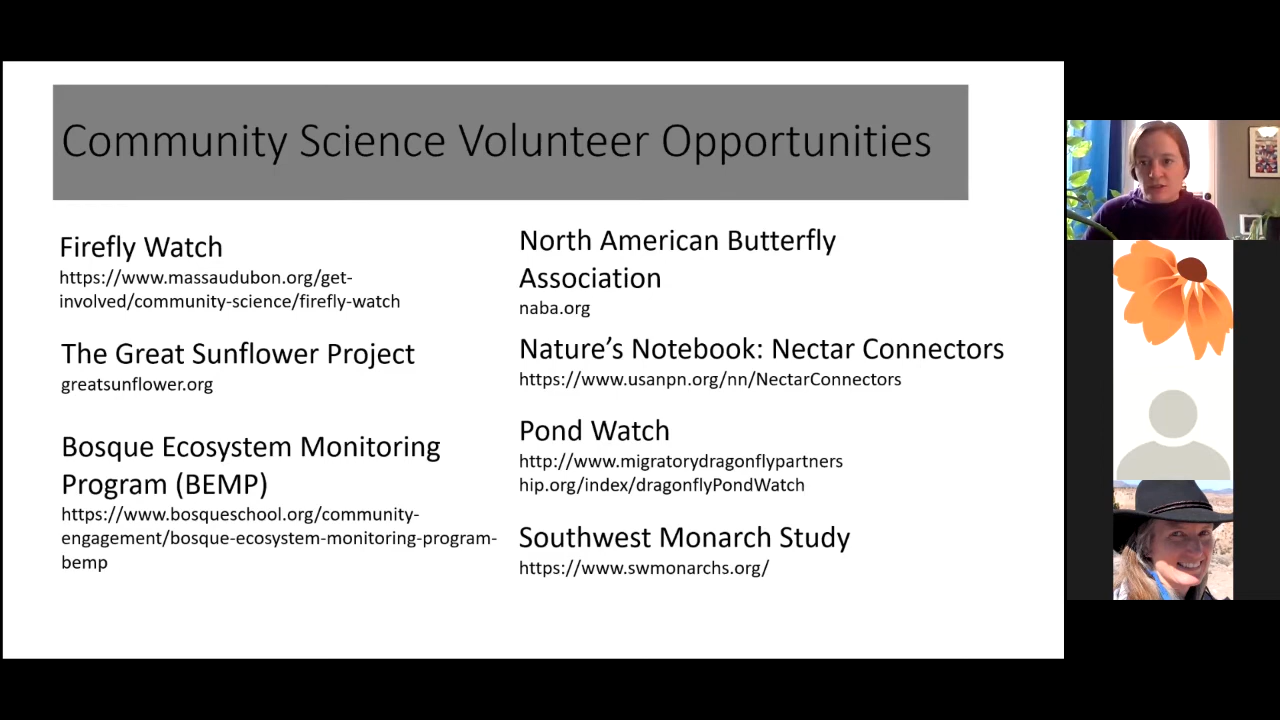 Community Science Volunteer Opportunities
Firefly Watch
https://www.massaudubon.org/get-
involved/community-science/firefly-watch
The Great Sunflower Project
greatsunflower.org
Bosque Ecosystem Monitoring
Program (BEMP)
https://www.bosqueschool.org/community-
engagement/bosque-ecosystem-monitoring-program-
bemp
North American Butterfly
Association
naba.org
Nature’s Notebook: Nectar Connectors
https://www.usanpn.org/nn/NectarConnectors
Pond Watch
http://www.migratorydragonflypartners
hip.org/index/dragonflyPondWatch
Southwest Monarch Study
https://www.swmonarchs.org/